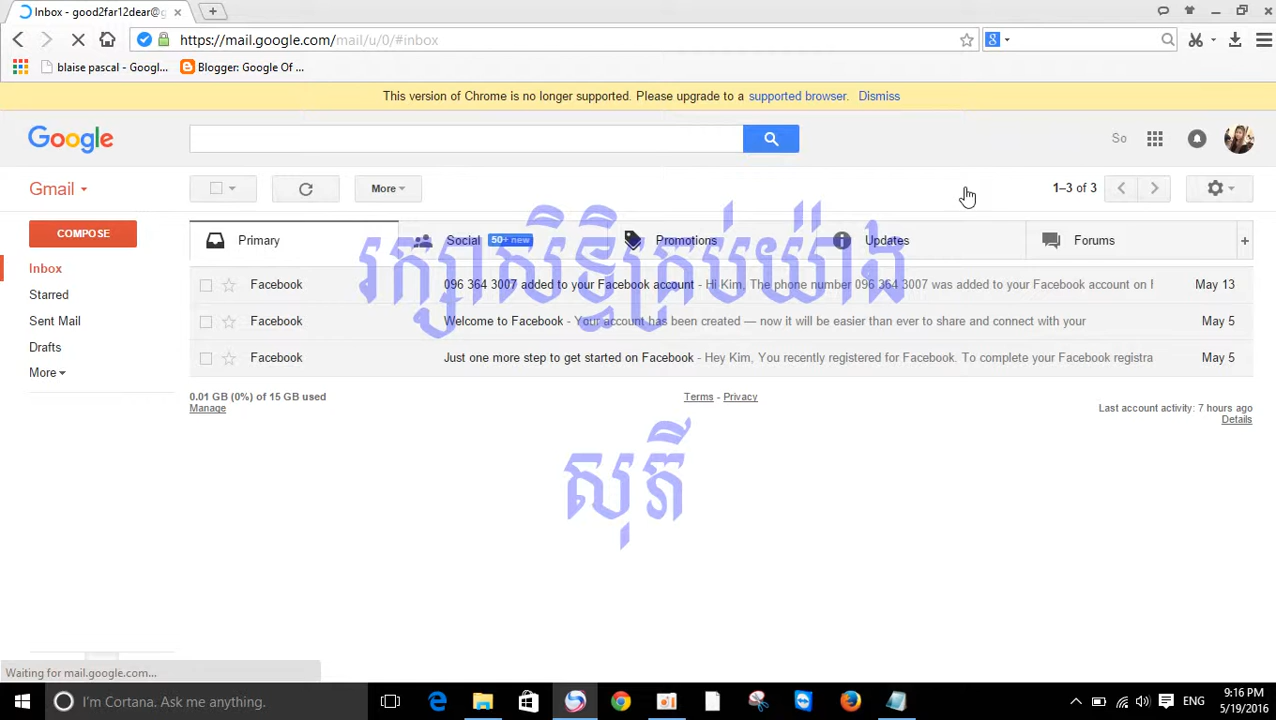 Inbox - good2far12dear@g
https://mail.google.com/mail/u/0/#inbox
blaise pascal - Googl...
Blogger: Google Of ...
This version of Chrome is no longer supported. Please upgrade to a supported browser. Dismiss
Google
So
Gmail
More
1–3 of 3
COMPOSE
Primary
Social 50+ new
Promotions
Updates
Forums
Inbox
Starred
Sent Mail
Drafts
More
Facebook 096 364 3007 added to your Facebook account - Hi Kim, The phone number 096 364 3007 was added to your Facebook account on May 13
Facebook Welcome to Facebook - Your account has been created — now it will be easier than ever to share and connect with your May 5
Facebook Just one more step to get started on Facebook - Hey Kim, You recently registered for Facebook. To complete your Facebook registra May 5
រក្សាសិទ្ធិគ្រប់យ៉ាង
0.01 GB (0%) of 15 GB used
Manage
Terms - Privacy
Last account activity: 7 hours ago
Details
សុភី
Waiting for mail.google.com...
I'm Cortana. Ask me anything.
ENG
9:16 PM
5/19/2016